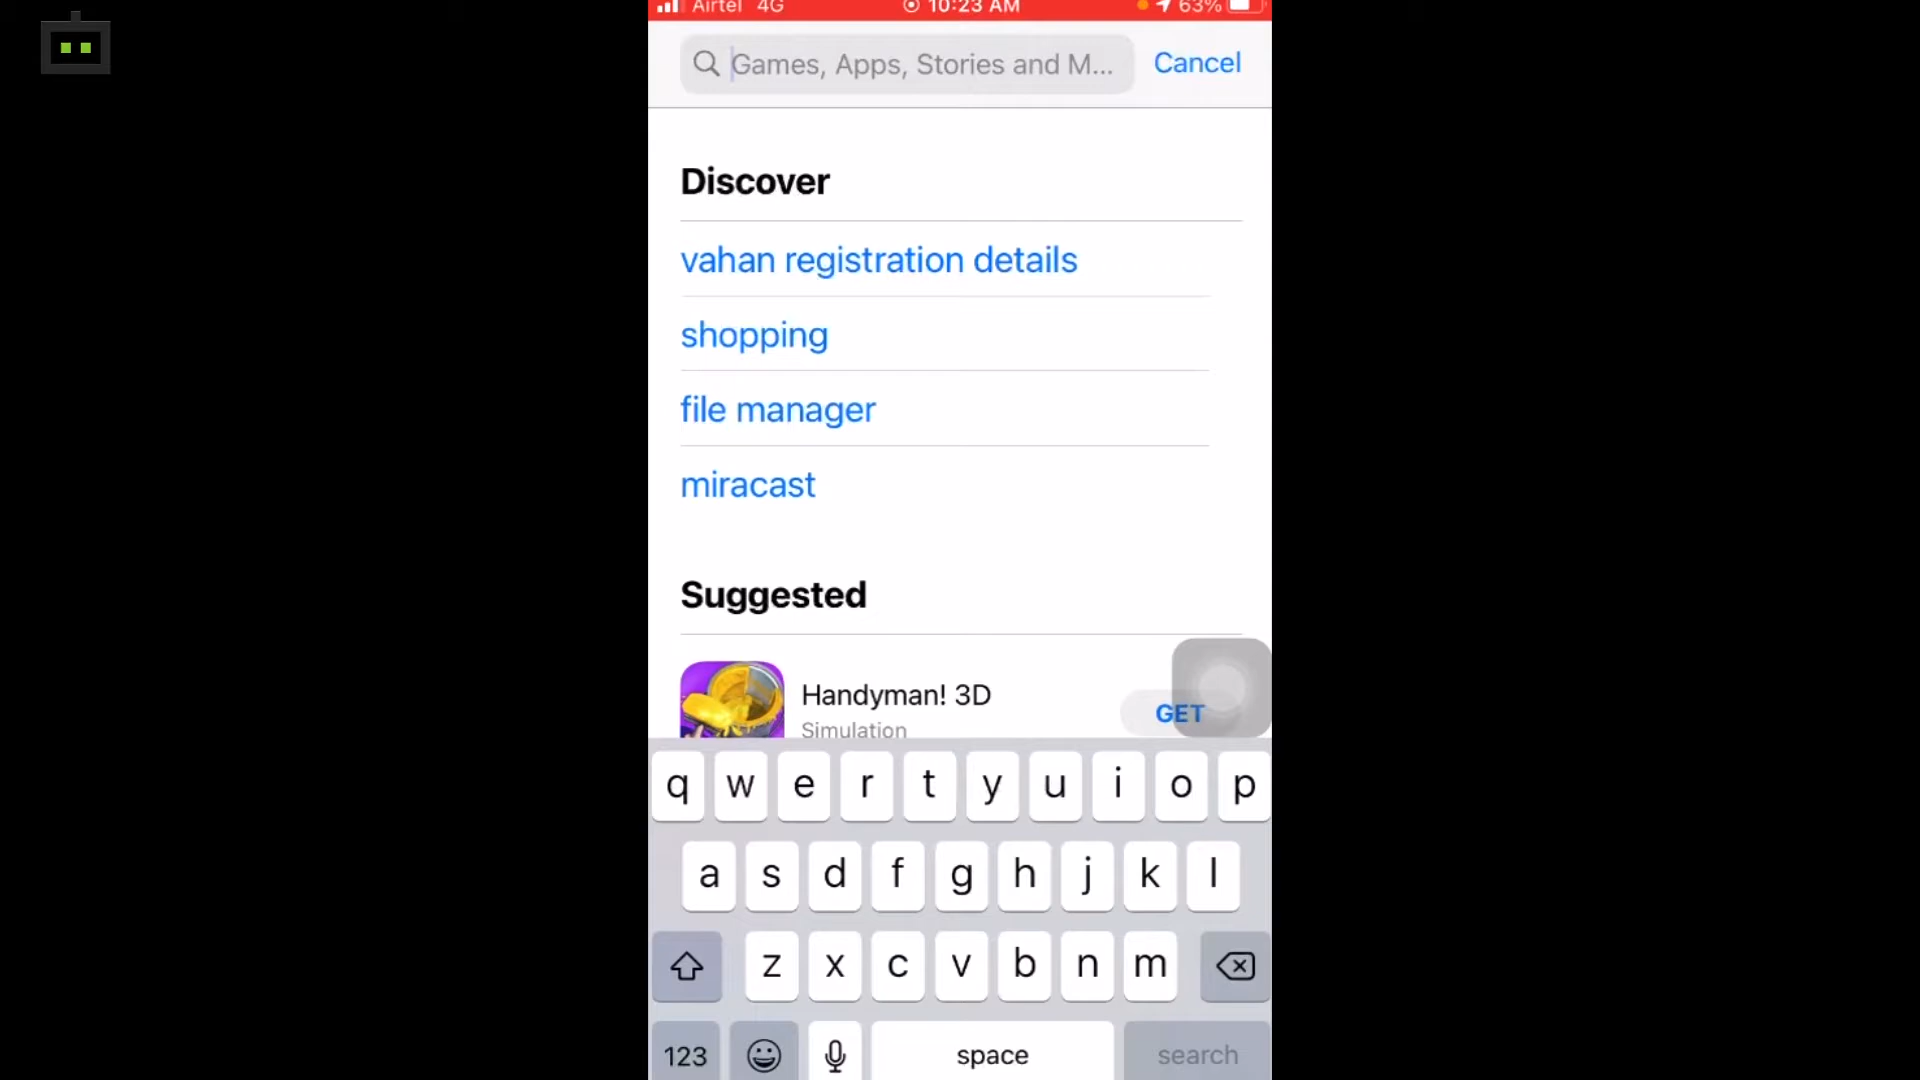 Airtel 4G 10:23 AM 63%
Games, Apps, Stories and M... Cancel
Discover
vahan registration details
shopping
file manager
miracast
Suggested
Handyman! 3D
Simulation
GET
q w e r t y u i o p
a s d f g h j k l
z x c v b n m
123 space search